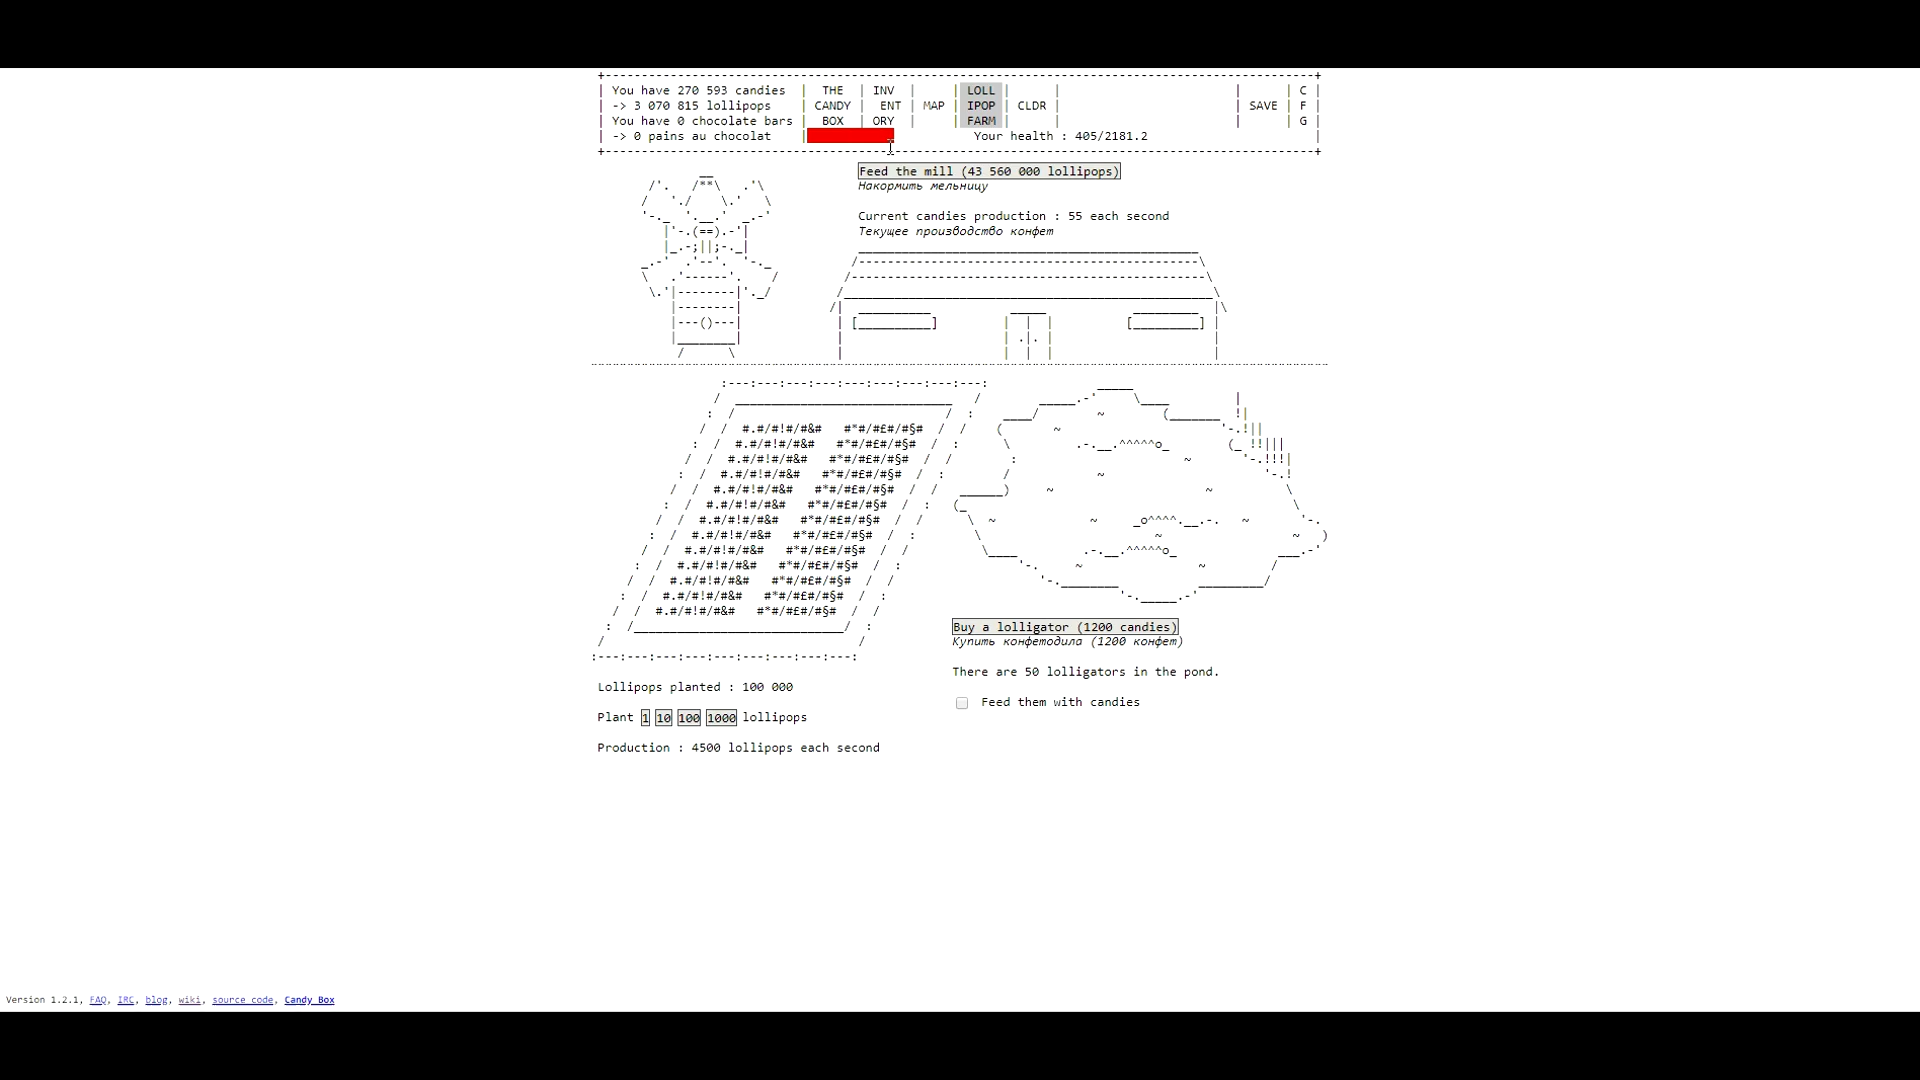 You have 270 593 candies
-> 3 070 815 lollipops
You have 0 chocolate bars
-> 0 pains au chocolat
THE CANDY BOX
INV ENT ORY
MAP
LOLL IPOP FARM
CLDR
SAVE
C F G
Your health : 405/2181.2
Feed the mill (43 560 000 lollipops)
Накормить мельницу
Current candies production : 55 each second
Текущее производство конфет
Lollipops planted : 100 000
Plant 1 10 100 1000 lollipops
Production : 4500 lollipops each second
Buy a lolligator (1200 candies)
Купить конфетодила (1200 конфет)
There are 50 lolligators in the pond.
Feed them with candies
Version 1.2.1, FAQ, IRC, blog, wiki, source code, Candy Box